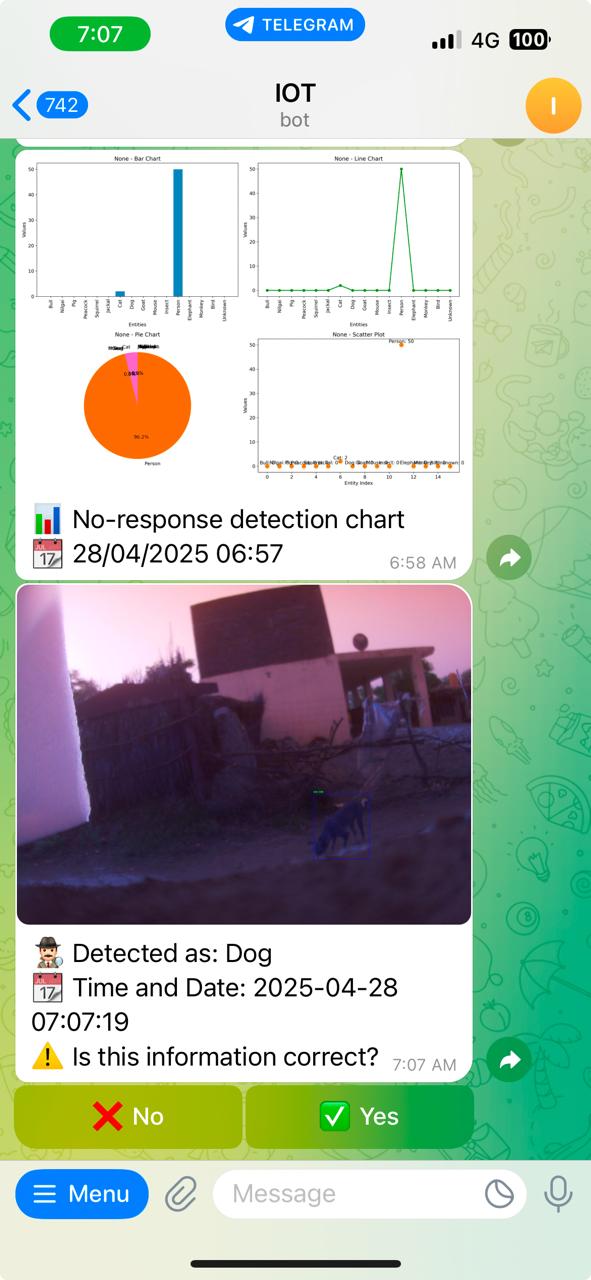 7:07
TELEGRAM
4G
100
742
IOT
bot
I
None - Bar Chart
Values
50
40
30
20
10
0
Bull
Nilgai
Pig
Peacock
Squirrel
Jackal
Cat
Dog
Goat
Mouse
Insect
Person
Elephant
Monkey
Bird
Unknown
Entities
None - Line Chart
Values
50
40
30
20
10
0
Bull
Nilgai
Pig
Peacock
Squirrel
Jackal
Cat
Dog
Goat
Mouse
Insect
Person
Elephant
Monkey
Bird
Unknown
Entities
None - Pie Chart
Cat
96.2%
Person
None - Scatter Plot
Values
50
40
30
20
10
0
Person: 50
Cat: 2
0
2
4
6
8
10
12
14
Entity Index
No-response detection chart
JUL
17
28/04/2025 06:57
6:58 AM
Detected as: Dog
JUL
17
Time and Date: 2025-04-28
07:07:19
Is this information correct?
7:07 AM
No
Yes
Menu
Message